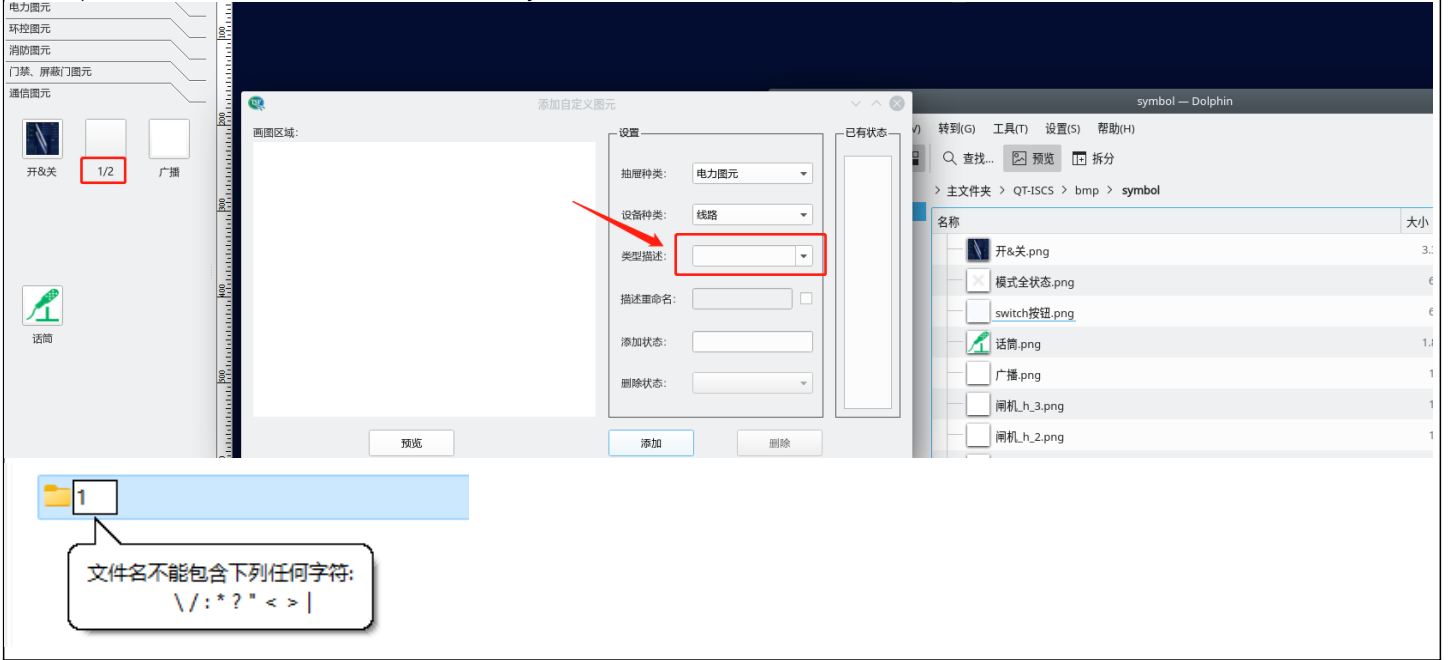 电力图元
环控图元
消防图元
门禁、屏蔽门图元
通信图元
开&关
1/2
广播
话筒
100
200
300
400
500
添加自定义图元
画图区域:
设置
已有状态
抽屉种类:
电力图元
设备种类:
线路
类型描述:
描述重命名:
添加状态:
删除状态:
预览
添加
删除
symbol — Dolphin
转到(G) 工具(T) 设置(S) 帮助(H)
查找... 预览 拆分
> 主文件夹 > QT-ISCS > bmp > symbol
名称 大小
开&关.png
模式全状态.png
switch按钮.png
话筒.png
广播.png
闸机_h_3.png
闸机_h_2.png
1
文件名不能包含下列任何字符:
\ / : * ? " < > |